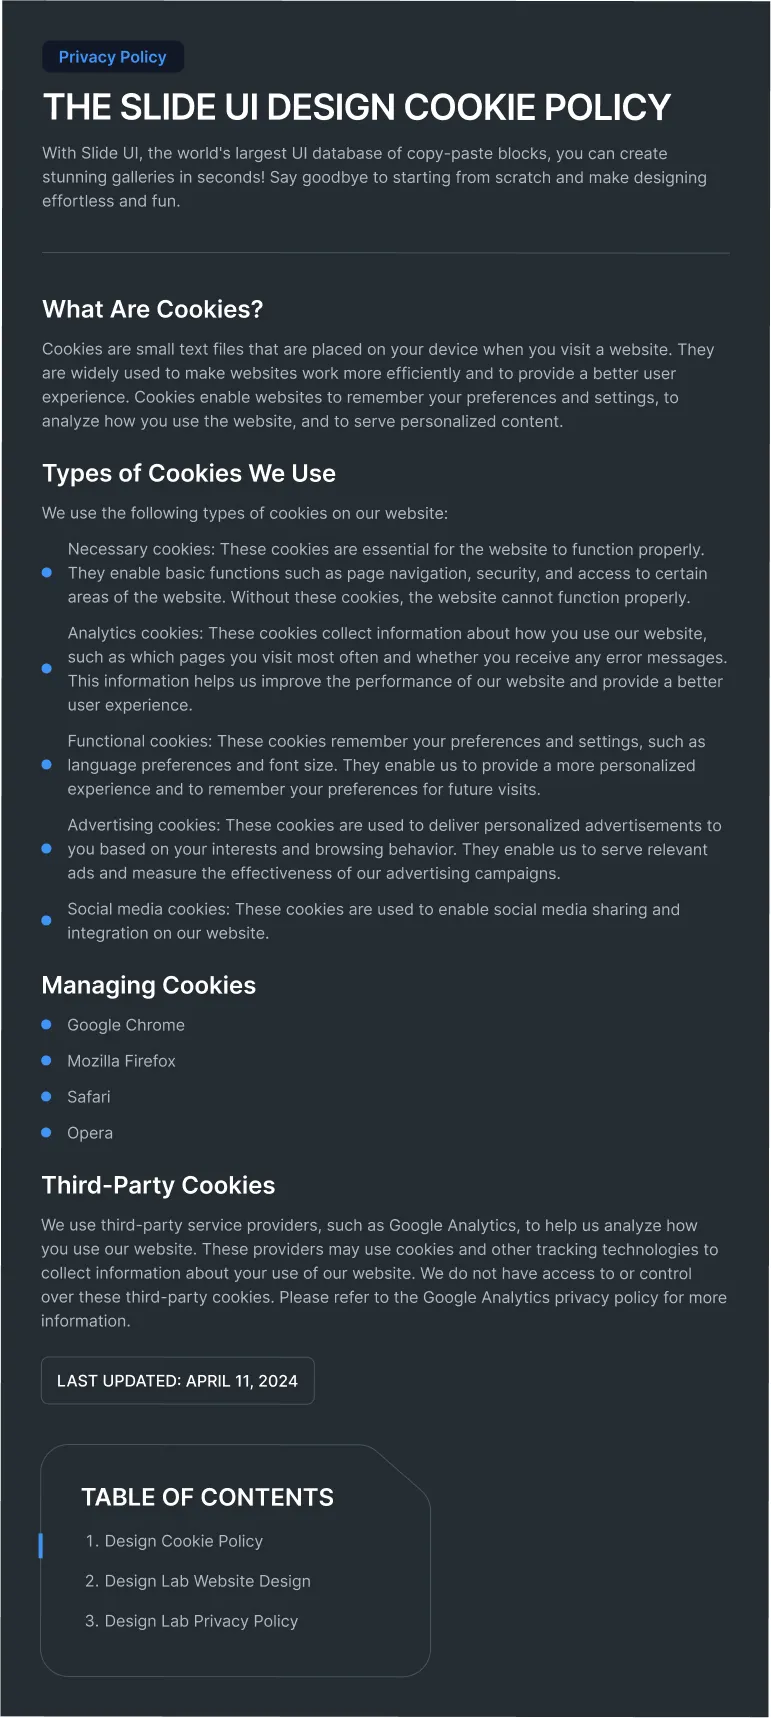 Privacy Policy
THE SLIDE UI DESIGN COOKIE POLICY
With Slide UI, the world's largest UI database of copy-paste blocks, you can create
stunning galleries in seconds! Say goodbye to starting from scratch and make designing
effortless and fun.
What Are Cookies?
Cookies are small text files that are placed on your device when you visit a website. They
are widely used to make websites work more efficiently and to provide a better user
experience. Cookies enable websites to remember your preferences and settings, to
analyze how you use the website, and to serve personalized content.
Types of Cookies We Use
We use the following types of cookies on our website:
Necessary cookies: These cookies are essential for the website to function properly.
They enable basic functions such as page navigation, security, and access to certain
areas of the website. Without these cookies, the website cannot function properly.
Analytics cookies: These cookies collect information about how you use our website,
such as which pages you visit most often and whether you receive any error messages.
This information helps us improve the performance of our website and provide a better
user experience.
Functional cookies: These cookies remember your preferences and settings, such as
language preferences and font size. They enable us to provide a more personalized
experience and to remember your preferences for future visits.
Advertising cookies: These cookies are used to deliver personalized advertisements to
you based on your interests and browsing behavior. They enable us to serve relevant
ads and measure the effectiveness of our advertising campaigns.
Social media cookies: These cookies are used to enable social media sharing and
integration on our website.
Managing Cookies
Google Chrome
Mozilla Firefox
Safari
Opera
Third-Party Cookies
We use third-party service providers, such as Google Analytics, to help us analyze how
you use our website. These providers may use cookies and other tracking technologies to
collect information about your use of our website. We do not have access to or control
over these third-party cookies. Please refer to the Google Analytics privacy policy for more
information.
LAST UPDATED: APRIL 11, 2024
TABLE OF CONTENTS
1. Design Cookie Policy
2. Design Lab Website Design
3. Design Lab Privacy Policy